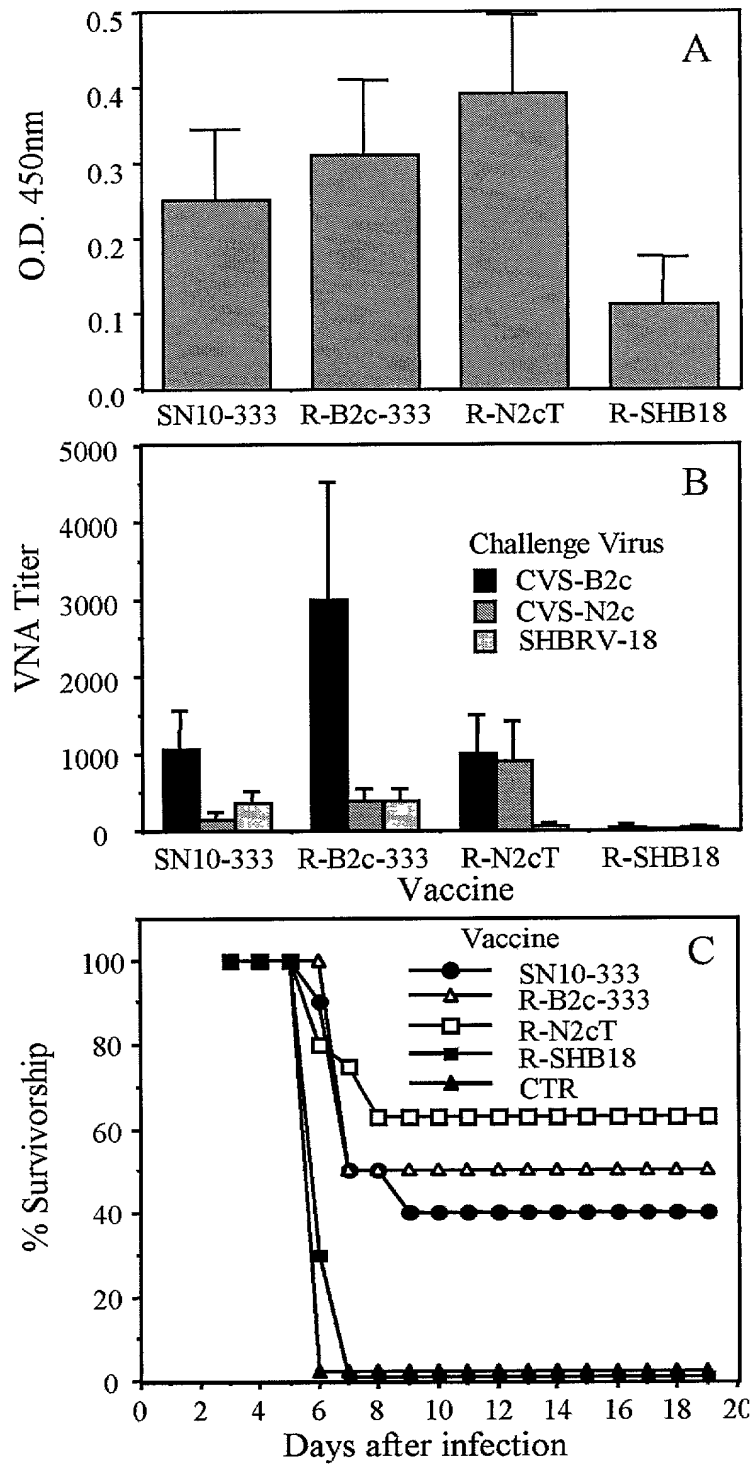 A
O.D. 450nm
0.5
0.4
0.3
0.2
0.1
0.0
SN10-333 R-B2c-333 R-N2cT R-SHB18
B
VNA Titer
5000
4000
3000
2000
1000
0
Challenge Virus
CVS-B2c
CVS-N2c
SHBRV-18
SN10-333 R-B2c-333 R-N2cT R-SHB18
Vaccine
C
% Survivorship
100
80
60
40
20
0
Vaccine
SN10-333
R-B2c-333
R-N2cT
R-SHB18
CTR
0 2 4 6 8 10 12 14 16 18 20
Days after infection